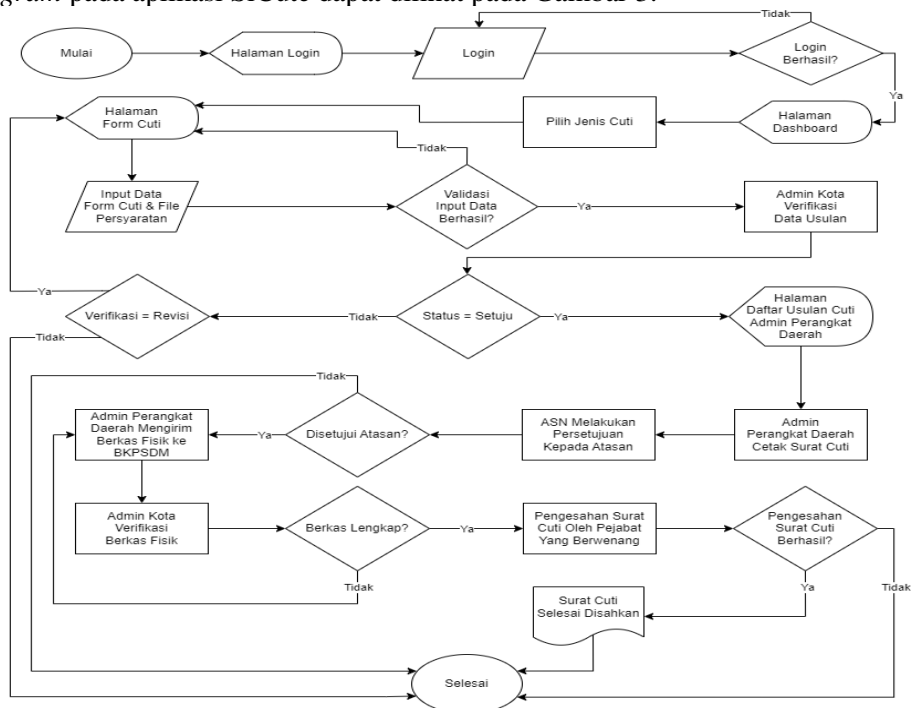 pada aplikasi SICute dapat dilihat pada Gambar 3.
Tidak
Mulai
Halaman Login
Login
Login
Berhasil?
Ya
Halaman
Form Cuti
Pilih Jenis Cuti
Halaman
Dashboard
Tidak
Input Data
Form Cuti & File
Persyaratan
Validasi
Input Data
Berhasil?
Ya
Admin Kota
Verifikasi
Data Usulan
Ya
Verifikasi = Revisi
Tidak
Tidak
Status = Setuju
Ya
Halaman
Daftar Usulan Cuti
Admin Perangkat
Daerah
Tidak
Admin Perangkat
Daerah Mengirim
Berkas Fisik ke
BKPSDM
Ya
Disetujui Atasan?
ASN Melakukan
Persetujuan
Kepada Atasan
Admin
Perangkat Daerah
Cetak Surat Cuti
Admin Kota
Verifikasi
Berkas Fisik
Berkas Lengkap?
Ya
Pengesahan Surat
Cuti Oleh Pejabat
Yang Berwenang
Pengesahan
Surat Cuti
Berhasil?
Tidak
Ya
Tidak
Surat Cuti
Selesai Disahkan
Selesai